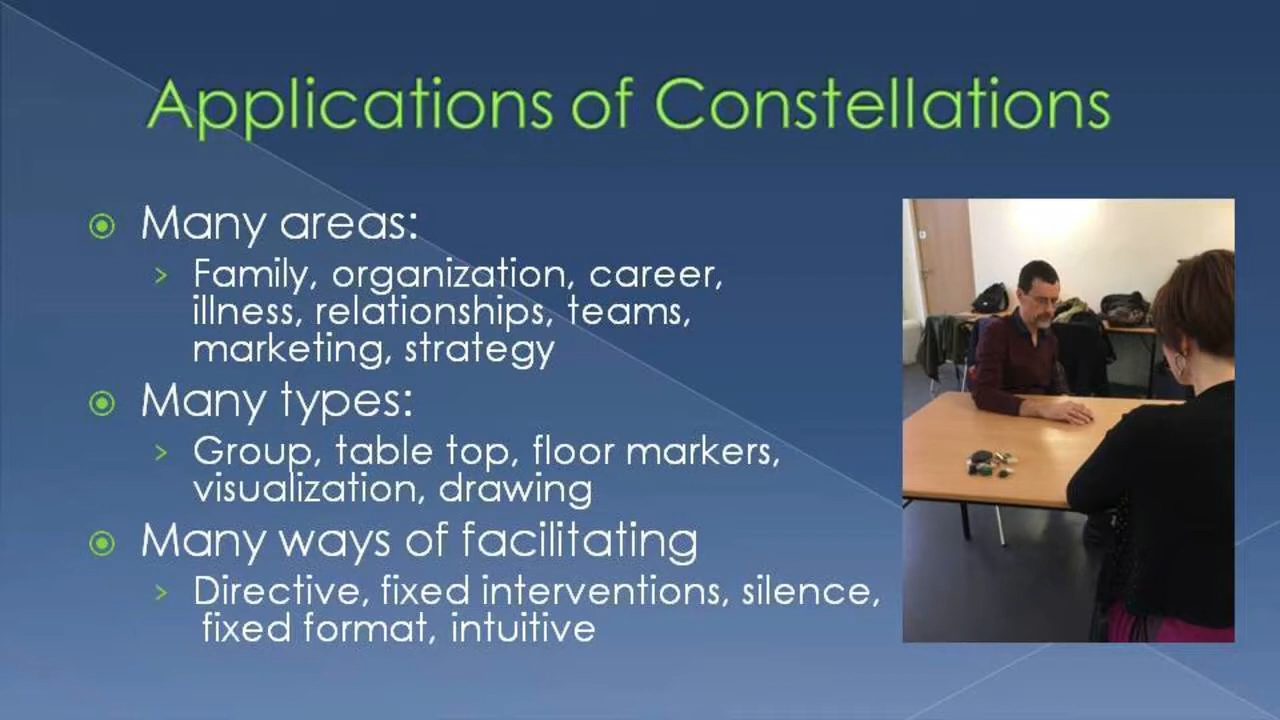 Applications of Constellations
Many areas:
Family, organization, career,
illness, relationships, teams,
marketing, strategy
Many types:
Group, table top, floor markers,
visualization, drawing
Many ways of facilitating
Directive, fixed interventions, silence,
fixed format, intuitive